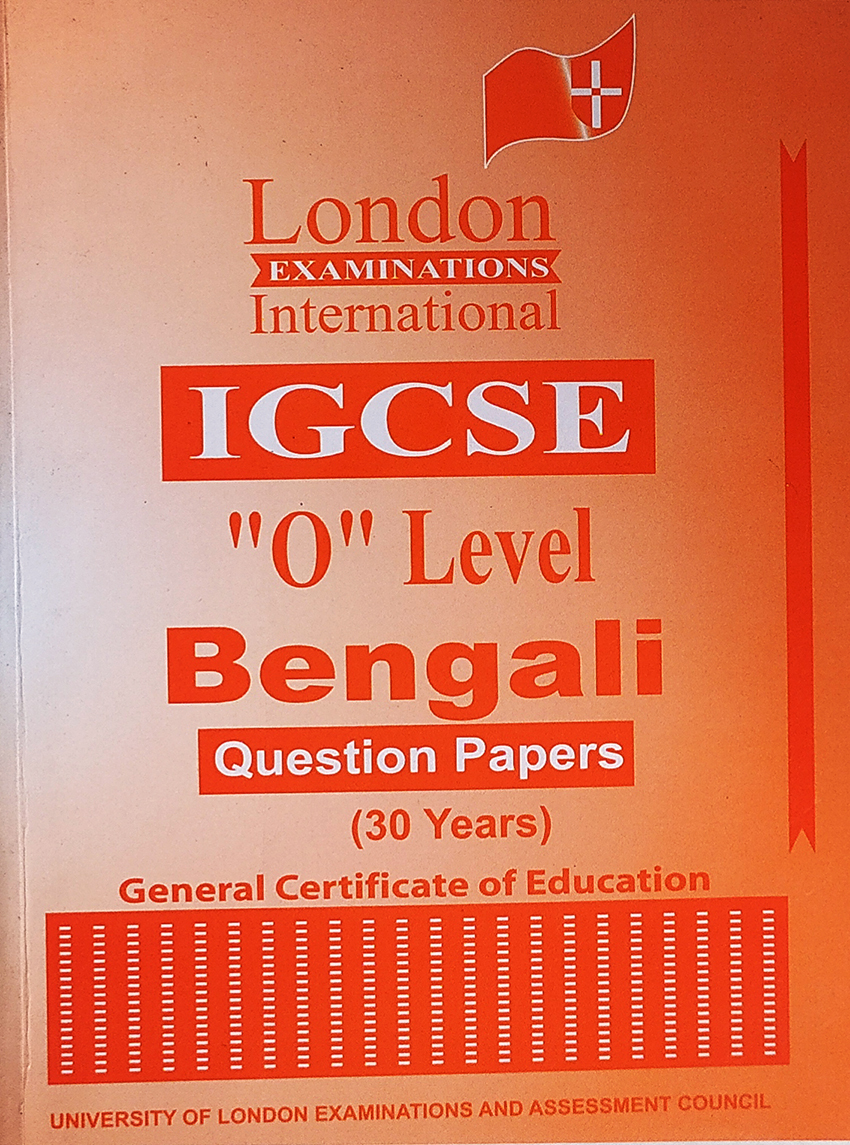 London
EXAMINATIONS
International
IGCSE
"O" Level
Bengali
Question Papers
(30 Years)
General Certificate of Education
UNIVERSITY OF LONDON EXAMINATIONS AND ASSESSMENT COUNCIL